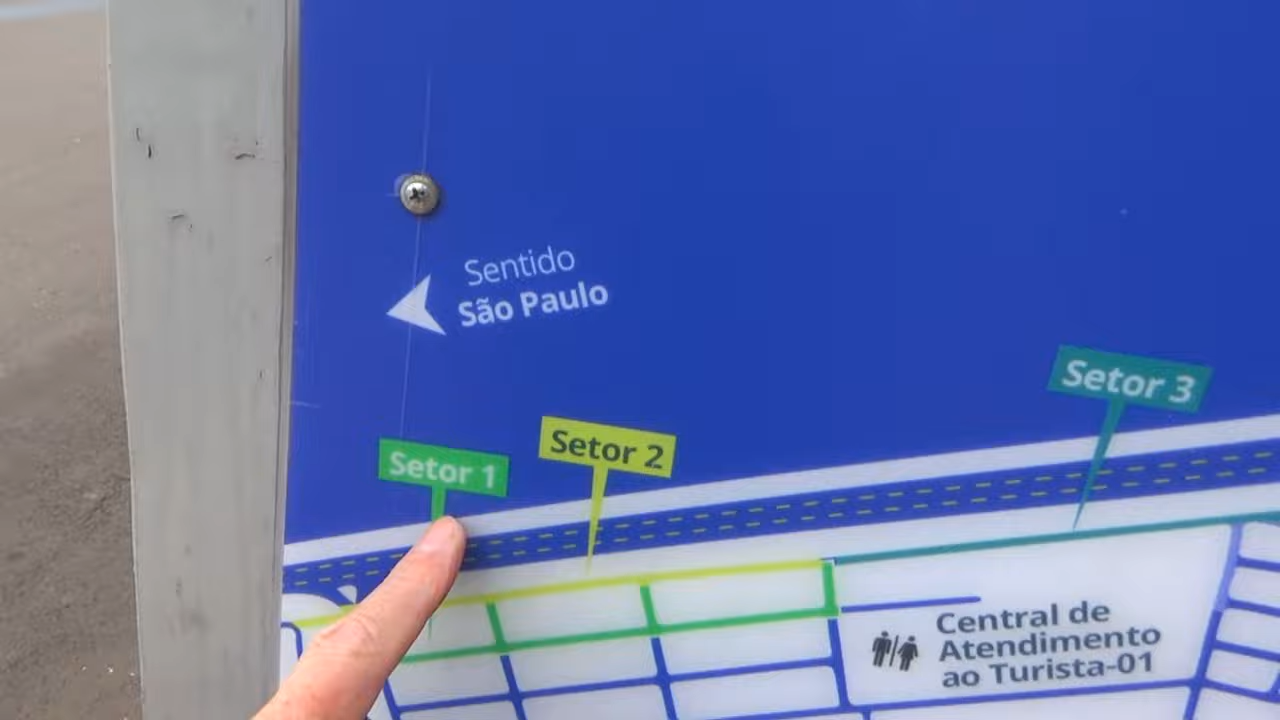 Sentido
São Paulo
Setor 1
Setor 2
Setor 3
Central de
Atendimento
ao Turista-01